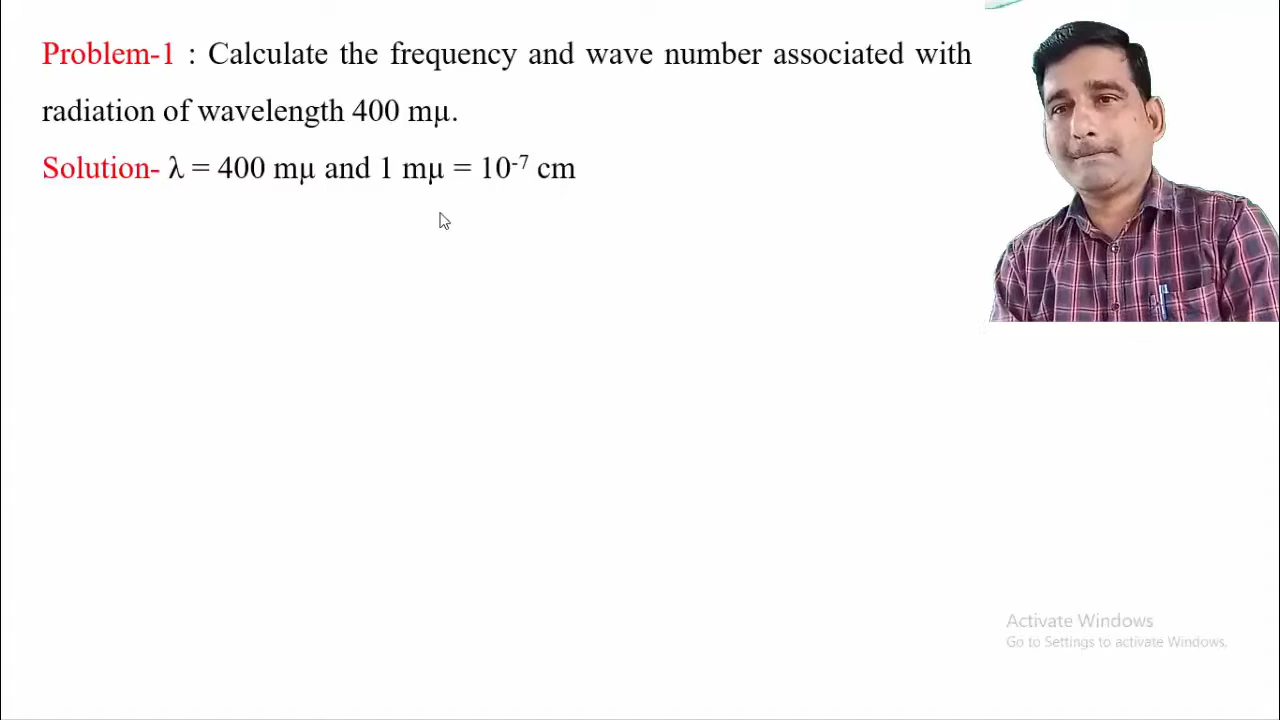 Problem-1 : Calculate the frequency and wave number associated with
radiation of wavelength 400 mμ.
Solution- λ = 400 mμ and 1 mμ = 10⁻⁷ cm
Activate Windows
Go to Settings to activate Windows.